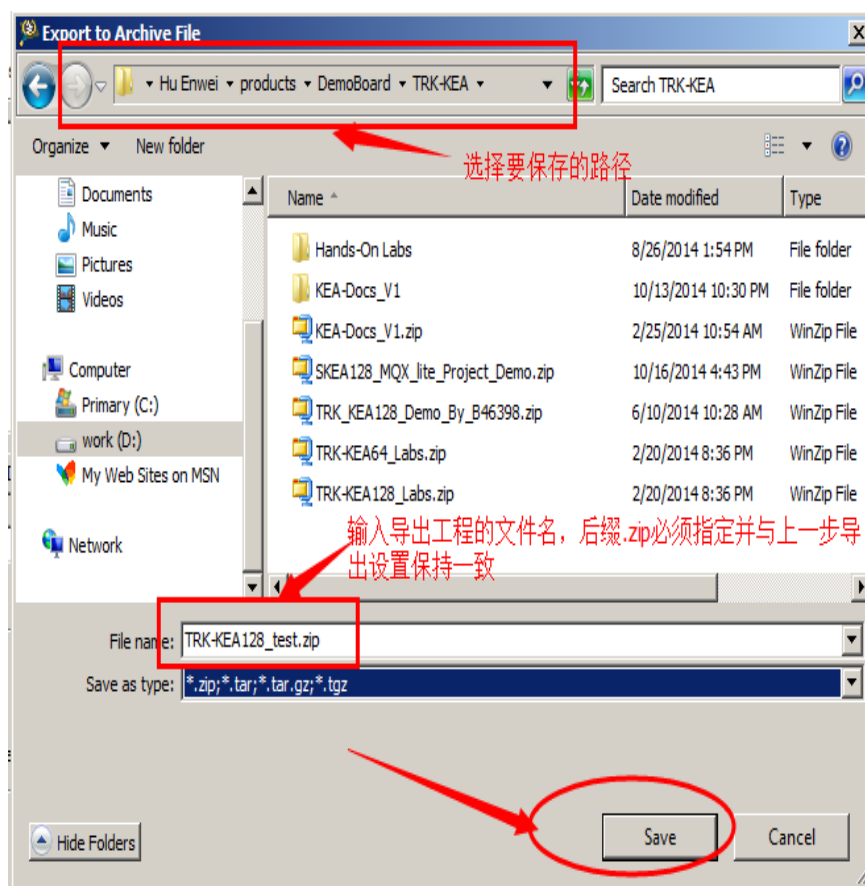 Export to Archive File
Hu Enwei products DemoBoard TRK-KEA
Search TRK-KEA
Organize New folder
选择要保存的路径
Documents
Music
Pictures
Videos
Computer
Primary (C:)
work (D:)
My Web Sites on MSN
Network
Name Date modified Type
Hands-On Labs 8/26/2014 1:54 PM File folder
KEA-Docs_V1 10/13/2014 10:30 PM File folder
KEA-Docs_V1.zip 2/25/2014 10:54 AM WinZip File
SKEA128_MQX_lite_Project_Demo.zip 10/16/2014 4:43 PM WinZip File
TRK_KEA128_Demo_By_B46398.zip 6/10/2014 10:28 AM WinZip File
TRK-KEA64_Labs.zip 2/20/2014 8:36 PM WinZip File
TRK-KEA128_Labs.zip 2/20/2014 8:36 PM WinZip File
输入导出工程的文件名，后缀.zip必须指定并与上一步导
出设置保持一致
File name: TRK-KEA128_test.zip
Save as type: *.zip;*.tar;*.tar.gz;*.tgz
Hide Folders
Save
Cancel